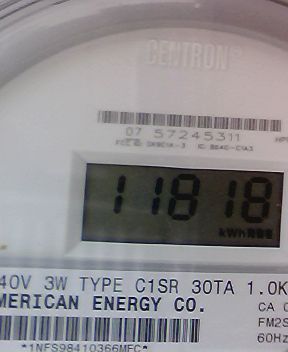 CENTRON®
07 57245311
11818
kWh
40V 3W TYPE C1SR 30TA 1.0K
MERICAN ENERGY CO.
CA 0
FM2S
60Hz
*1NFS98410366MFC*